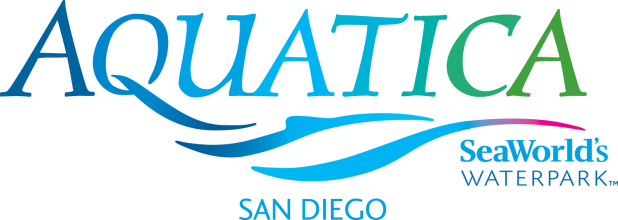 AQUATICA
SeaWorld's
WATERPARK™
SAN DIEGO